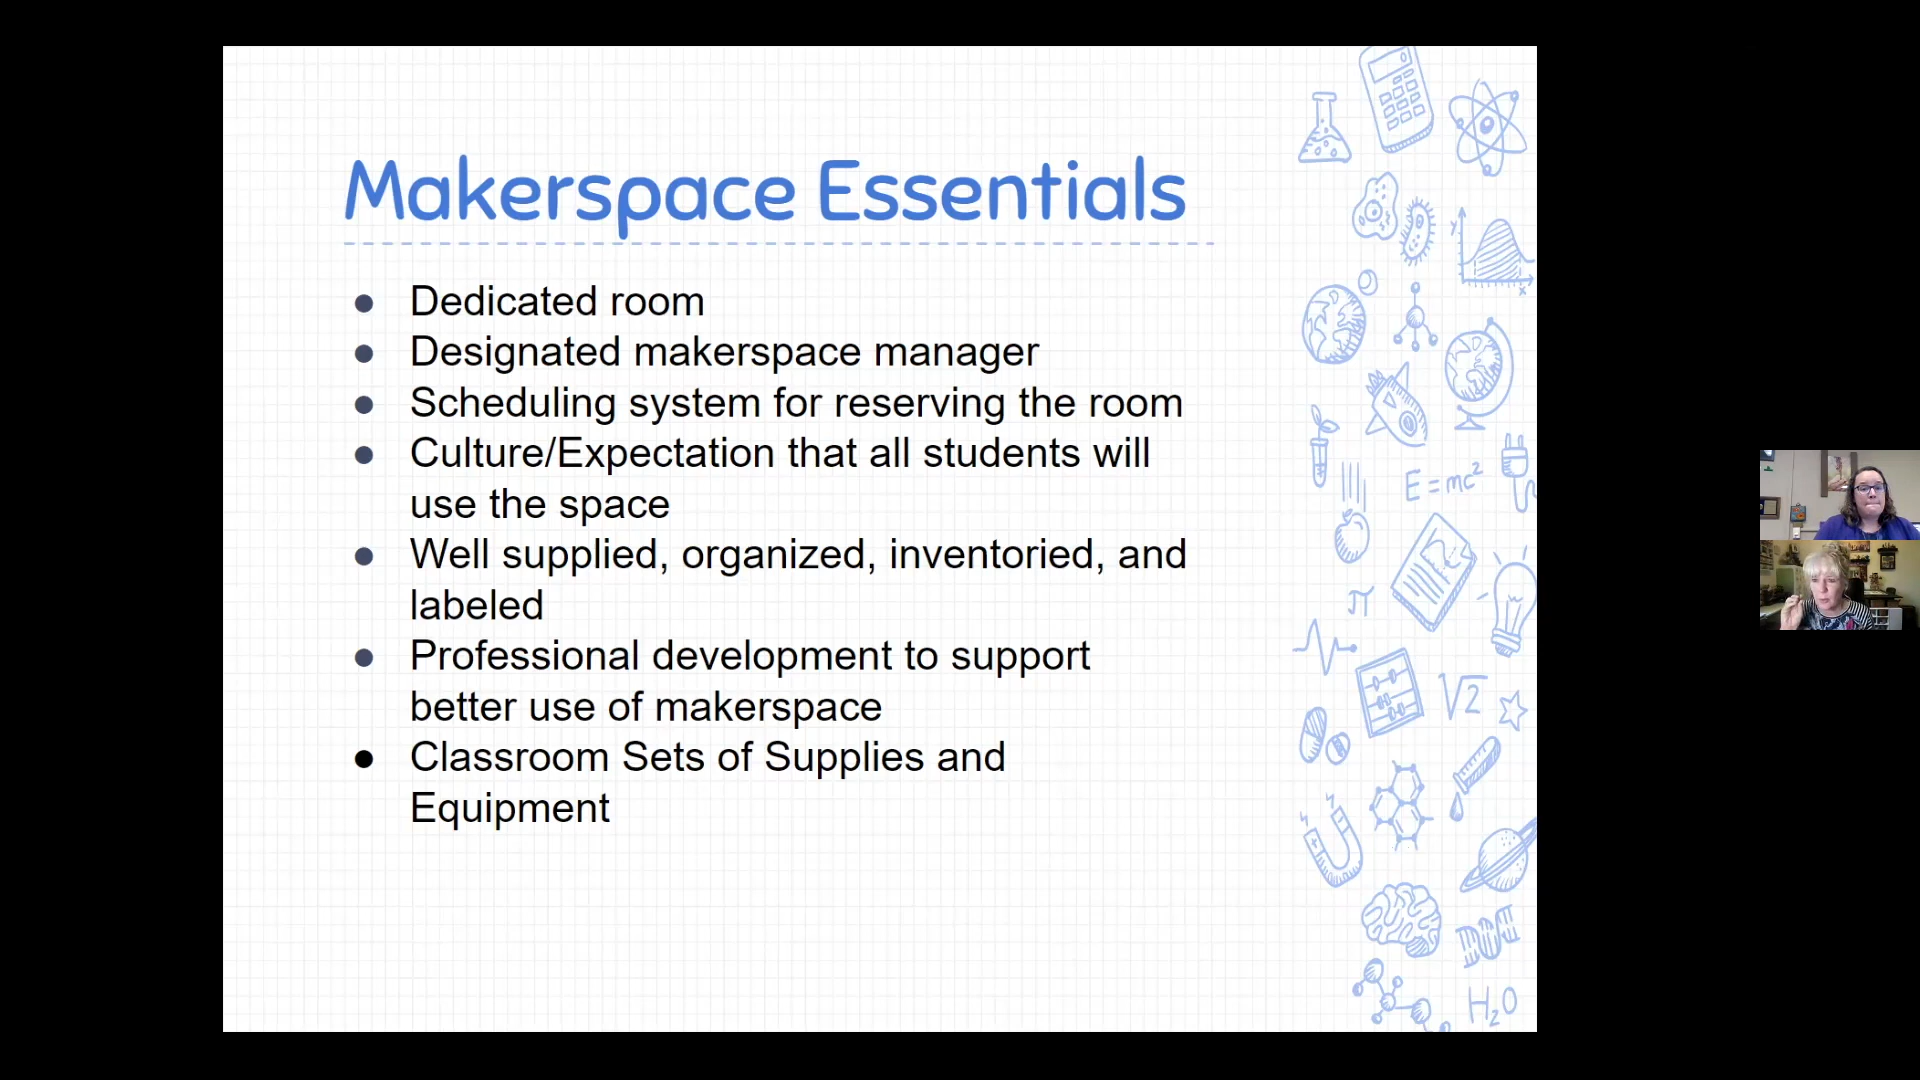 Makerspace Essentials
● Dedicated room
● Designated makerspace manager
● Scheduling system for reserving the room
● Culture/Expectation that all students will
use the space
● Well supplied, organized, inventoried, and
labeled
● Professional development to support
better use of makerspace
● Classroom Sets of Supplies and
Equipment
y
x
E=mc²
π
√2
H₂O